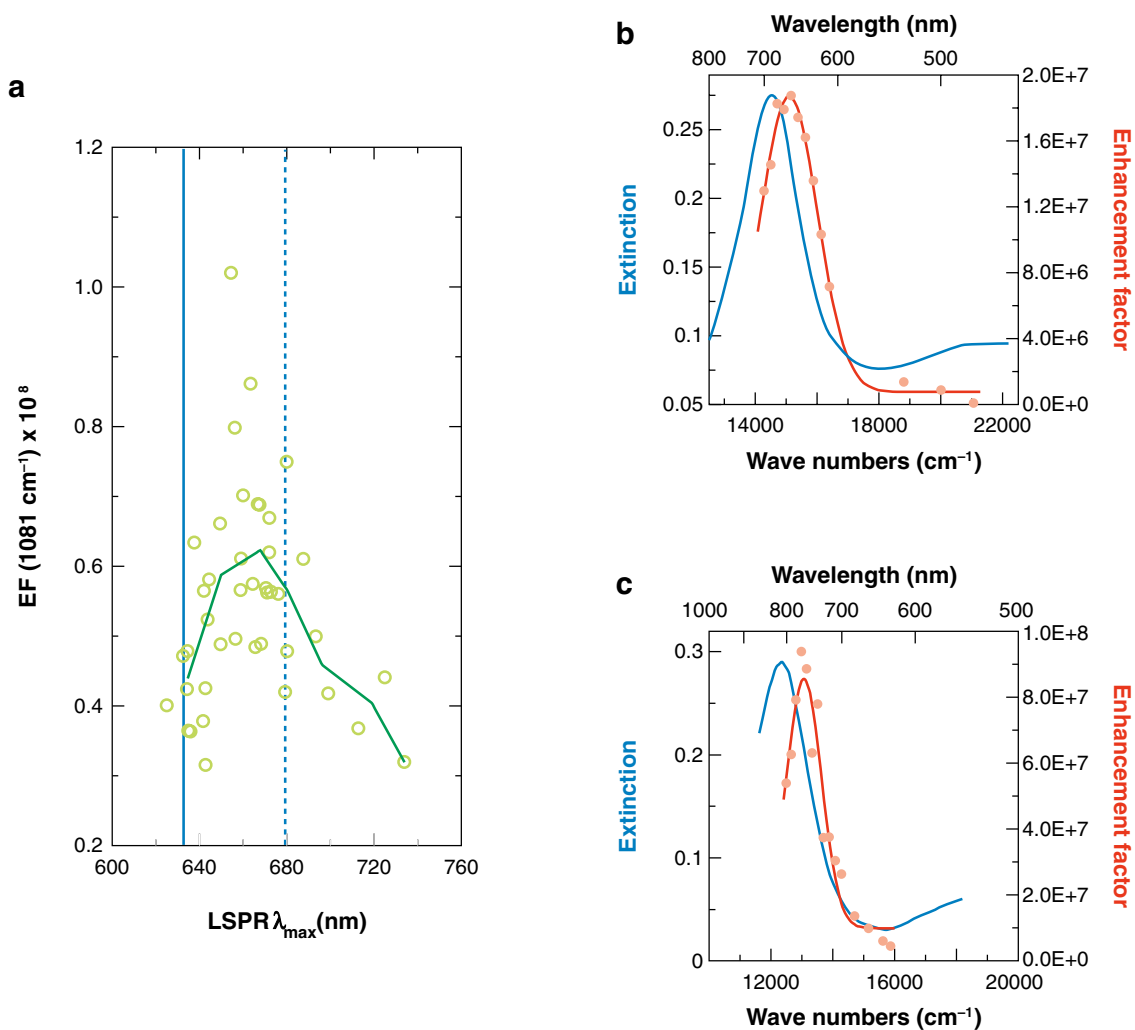 a
1.2
1.0
0.8
0.6
0.4
0.2
600
640
680
720
760
EF (1081 cm⁻¹) x 10⁸
LSPR λmax(nm)
b
Wavelength (nm)
800
700
600
500
0.25
0.2
0.15
0.1
0.05
Extinction
2.0E+7
1.6E+7
1.2E+7
8.0E+6
4.0E+6
0.0E+0
Enhancement factor
14000
18000
22000
Wave numbers (cm⁻¹)
c
Wavelength (nm)
1000
800
700
600
500
0.3
0.2
0.1
0
Extinction
1.0E+8
8.0E+7
6.0E+7
4.0E+7
2.0E+7
0.0E+0
Enhancement factor
12000
16000
20000
Wave numbers (cm⁻¹)